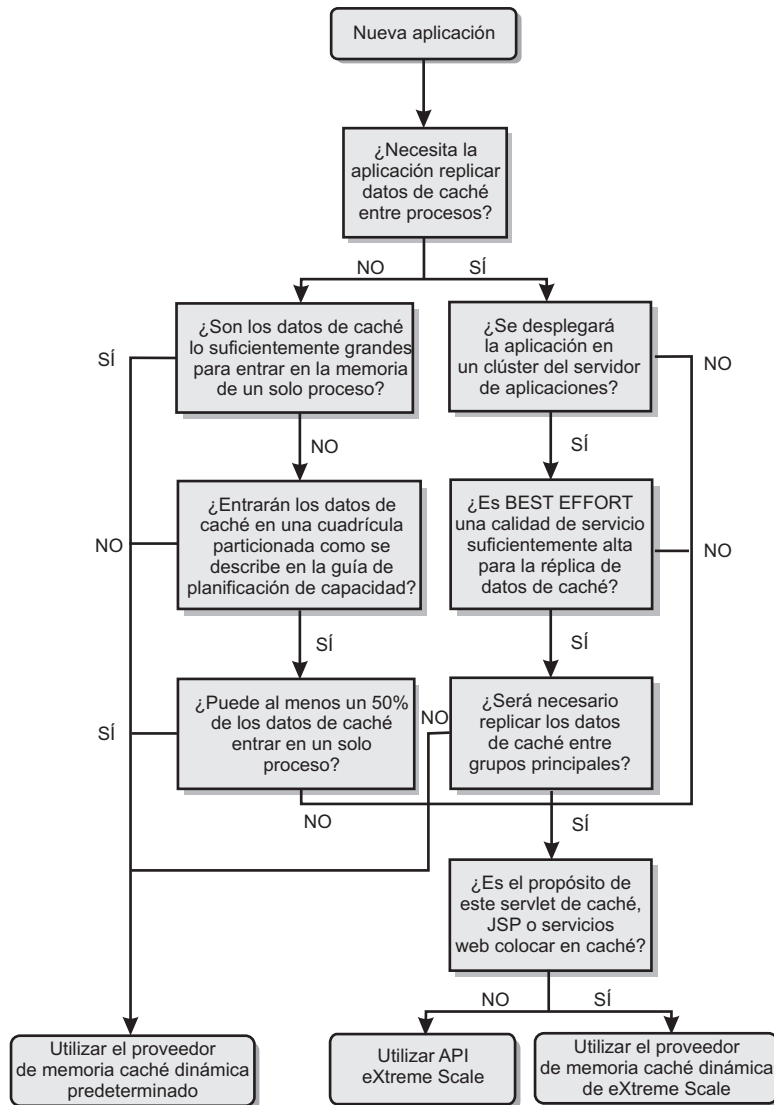 Nueva aplicación
¿Necesita la
aplicación replicar
datos de caché
entre procesos?
NO
SÍ
¿Son los datos de caché
lo suficientemente grandes
para entrar en la memoria
de un solo proceso?
¿Se desplegará
la aplicación en
un clúster del servidor
de aplicaciones?
SÍ
NO
NO
SÍ
¿Entrarán los datos de
caché en una cuadrícula
particionada como se
describe en la guía de
planificación de capacidad?
¿Es BEST EFFORT
una calidad de servicio
suficientemente alta
para la réplica de
datos de caché?
NO
NO
SÍ
SÍ
¿Puede al menos un 50%
de los datos de caché
entrar en un solo
proceso?
¿Será necesario
replicar los datos
de caché entre
grupos principales?
SÍ
NO
NO
SÍ
¿Es el propósito de
este servlet de caché,
JSP o servicios
web colocar en caché?
NO
SÍ
Utilizar el proveedor
de memoria caché dinámica
predeterminado
Utilizar API
eXtreme Scale
Utilizar el proveedor
de memoria caché dinámica
de eXtreme Scale